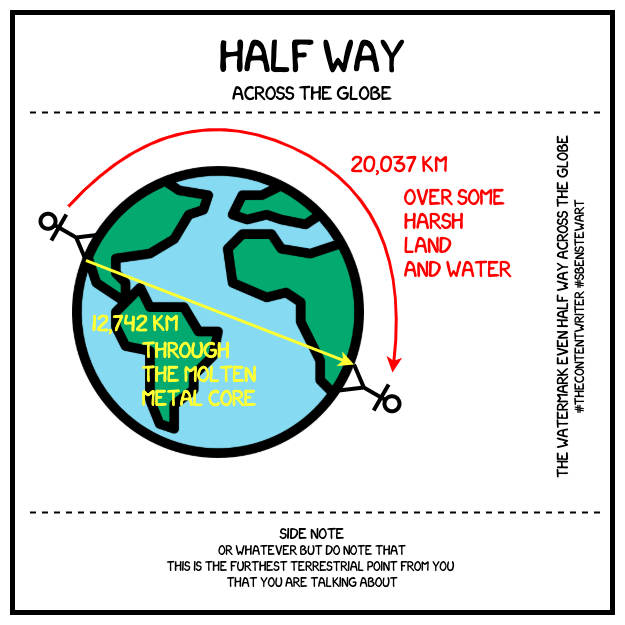 HALF WAY
ACROSS THE GLOBE
20,037 KM
OVER SOME
HARSH
LAND
AND WATER
12,742 KM
THROUGH
THE MOLTEN
METAL CORE
THE WATERMARK EVEN HALF WAY ACROSS THE GLOBE
#THECONTENTWRITER #SBENSTEWART
SIDE NOTE
OR WHATEVER BUT DO NOTE THAT
THIS IS THE FURTHEST TERRESTRIAL POINT FROM YOU
THAT YOU ARE TALKING ABOUT